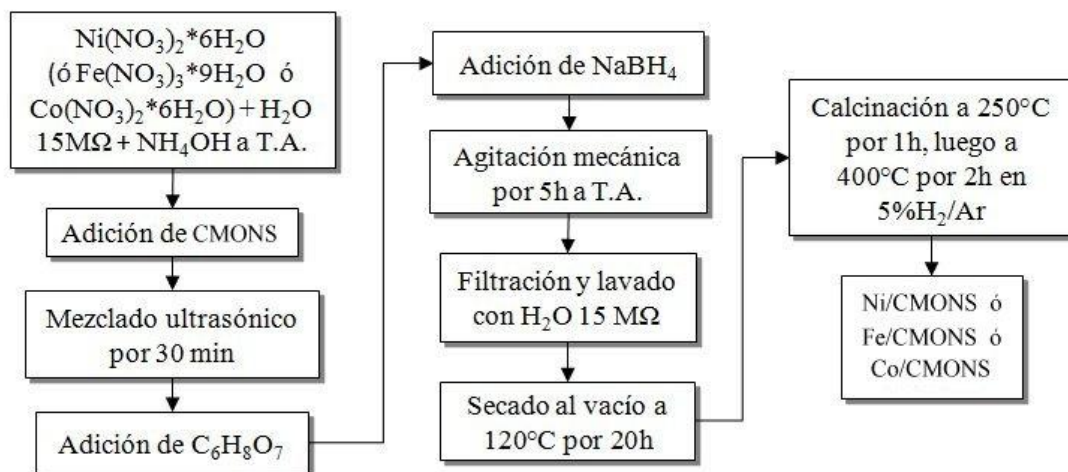 Ni(NO₃)₂*6H₂O
(ó Fe(NO₃)₃*9H₂O ó
Co(NO₃)₂*6H₂O) + H₂O
15MΩ + NH₄OH a T.A.
Adición de CMONS
Mezclado ultrasónico
por 30 min
Adición de C₆H₈O₇
Adición de NaBH₄
Agitación mecánica
por 5h a T.A.
Filtración y lavado
con H₂O 15 MΩ
Secado al vacío a
120°C por 20h
Calcinación a 250°C
por 1h, luego a
400°C por 2h en
5%H₂/Ar
Ni/CMONS ó
Fe/CMONS ó
Co/CMONS